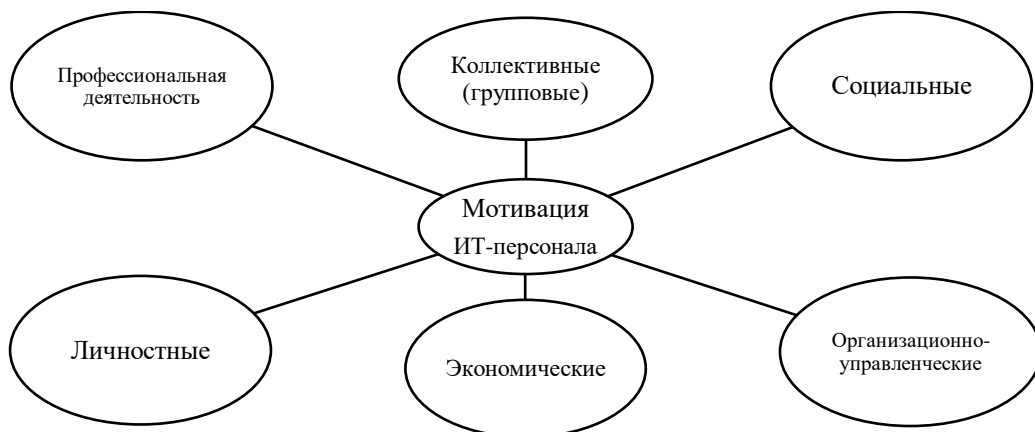 Профессиональная
деятельность
Коллективные
(групповые)
Социальные
Мотивация
ИТ-персонала
Личностные
Экономические
Организационно-
управленческие